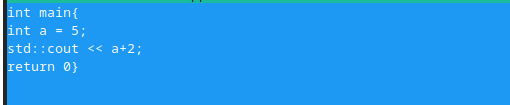 int main{
int a = 5;
std::cout << a+2;
return 0}